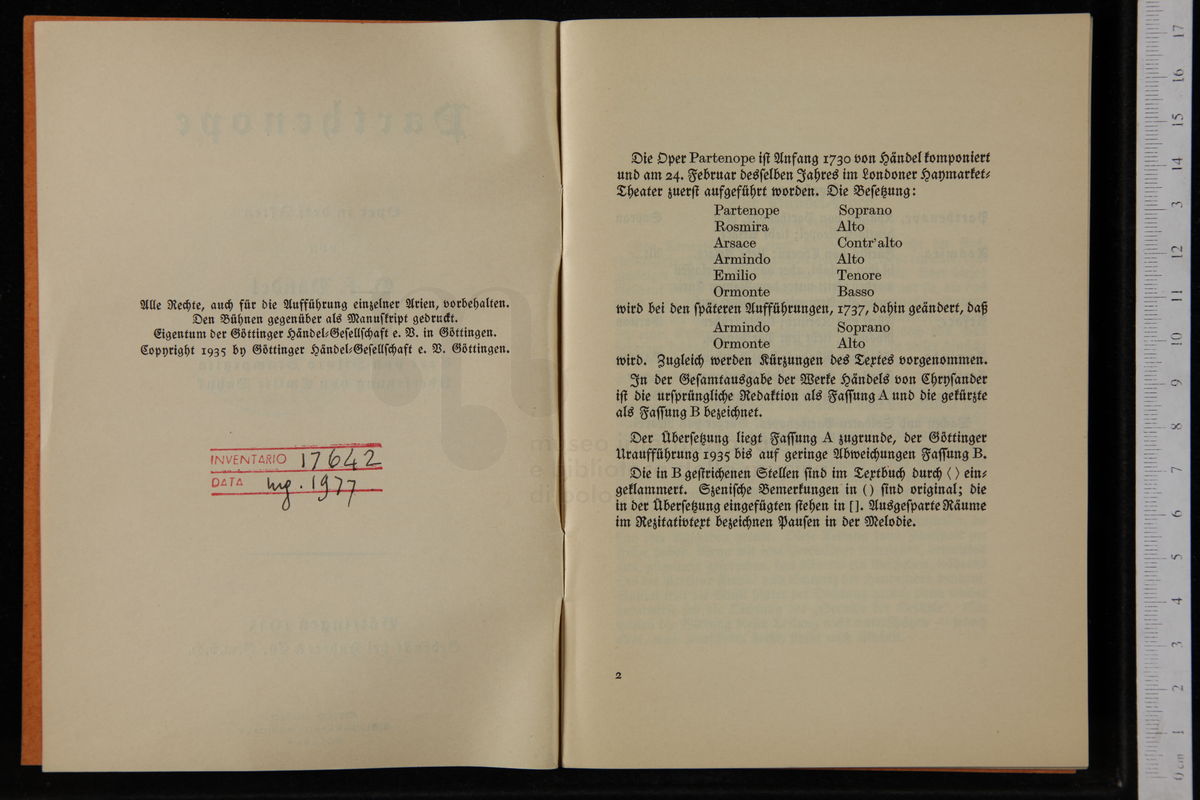 Alle Rechte, auch für die Aufführung einzelner Arien, vorbehalten.
Den Bühnen gegenüber als Manuskript gedruckt.
Eigentum der Göttinger Händel-Gesellschaft e. V. in Göttingen.
Copyright 1935 by Göttinger Händel-Gesellschaft e. V. Göttingen.
INVENTARIO 17642
DATA lug. 1977
Die Oper Partenope ist Anfang 1730 von Händel komponiert
und am 24. Februar desselben Jahres im Londoner Haymarket-
Theater zuerst aufgeführt worden. Die Besetzung:
Partenope Soprano
Rosmira Alto
Arsace Contr'alto
Armindo Alto
Emilio Tenore
Ormonte Basso
wird bei den späteren Aufführungen, 1737, dahin geändert, daß
Armindo Soprano
Ormonte Alto
wird. Zugleich werden Kürzungen des Textes vorgenommen.
In der Gesamtausgabe der Werke Händels von Chrysander
ist die ursprüngliche Redaktion als Fassung A und die gekürzte
als Fassung B bezeichnet.
Der Übersetzung liegt Fassung A zugrunde, der Göttinger
Uraufführung 1935 bis auf geringe Abweichungen Fassung B.
Die in B gestrichenen Stellen sind im Textbuch durch ⟨ ⟩ ein-
geklammert. Szenische Bemerkungen in () sind original; die
in der Übersetzung eingefügten stehen in []. Ausgesparte Räume
im Rezitativtext bezeichnen Pausen in der Melodie.
2